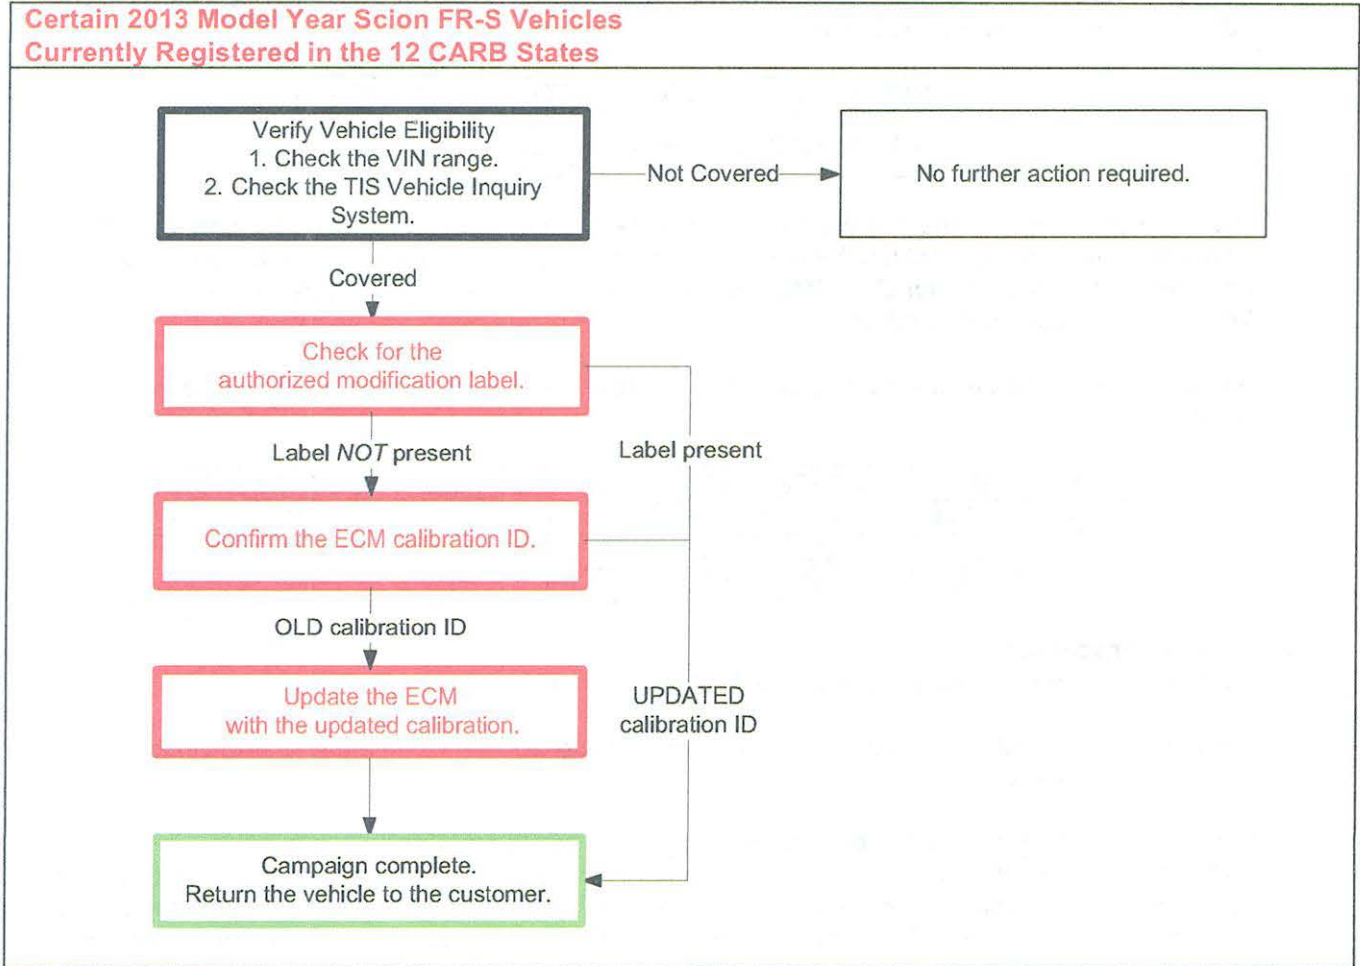 Certain 2013 Model Year Scion FR-S Vehicles
Currently Registered in the 12 CARB States
Verify Vehicle Eligibility
1. Check the VIN range.
2. Check the TIS Vehicle Inquiry
System.
Not Covered
No further action required.
Covered
Check for the
authorized modification label.
Label NOT present
Label present
Confirm the ECM calibration ID.
OLD calibration ID
Update the ECM
with the updated calibration.
UPDATED
calibration ID
Campaign complete.
Return the vehicle to the customer.